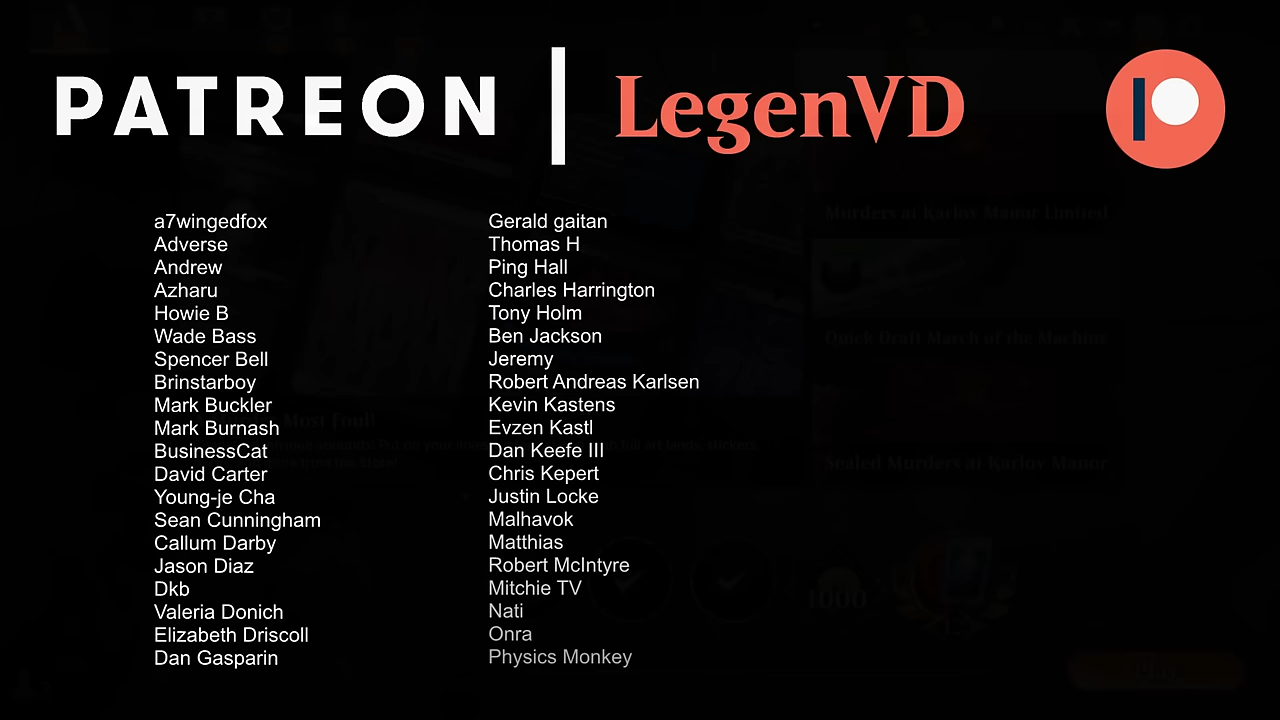 PATREON | LegenVD
a7wingedfox
Adverse
Andrew
Azharu
Howie B
Wade Bass
Spencer Bell
Brinstarboy
Mark Buckler
Mark Burnash
BusinessCat
David Carter
Young-je Cha
Sean Cunningham
Callum Darby
Jason Diaz
Dkb
Valeria Donich
Elizabeth Driscoll
Dan Gasparin
Gerald gaitan
Thomas H
Ping Hall
Charles Harrington
Tony Holm
Ben Jackson
Jeremy
Robert Andreas Karlsen
Kevin Kastens
Evzen Kastl
Dan Keefe III
Chris Kepert
Justin Locke
Malhavok
Matthias
Robert McIntyre
Mitchie TV
Nati
Onra
Physics Monkey
Murders at Karlov Manor Limited
Quick Draft March of the Machine
Sealed Murders at Karlov Manor
Most Foul!
1000
Play